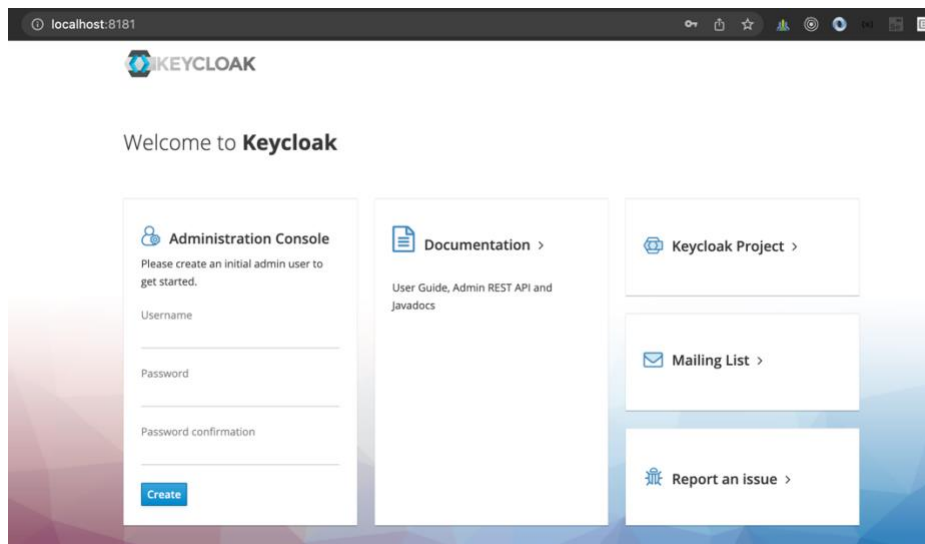 localhost:8181
KEYCLOAK
Welcome to Keycloak
Administration Console
Please create an initial admin user to
get started.
Username
Password
Password confirmation
Create
Documentation >
User Guide, Admin REST API and
Javadocs
Keycloak Project >
Mailing List >
Report an issue >